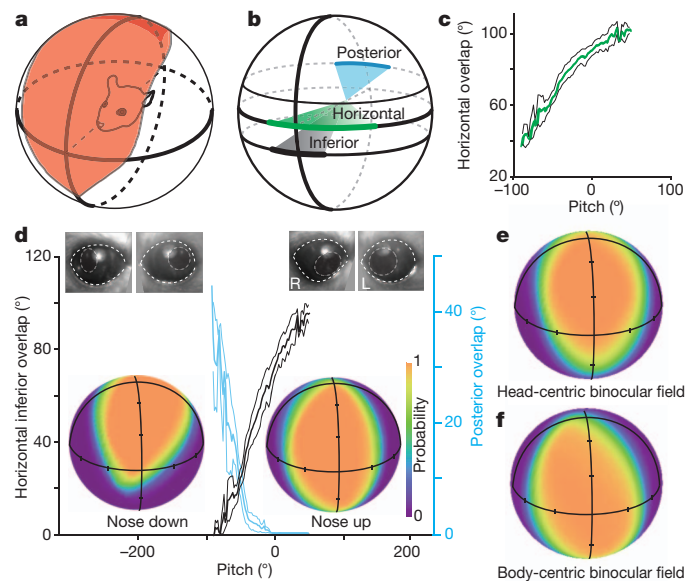 a
b
Posterior
Horizontal
Inferior
c
Horizontal overlap (°)
100
60
20
−100
0
100
Pitch (°)
d
R
L
Horizontal inferior overlap (°)
120
80
40
0
−200
0
200
Pitch (°)
Nose down
Nose up
1
Probability
0
40
20
0
Posterior overlap (°)
e
Head-centric binocular field
f
Body-centric binocular field